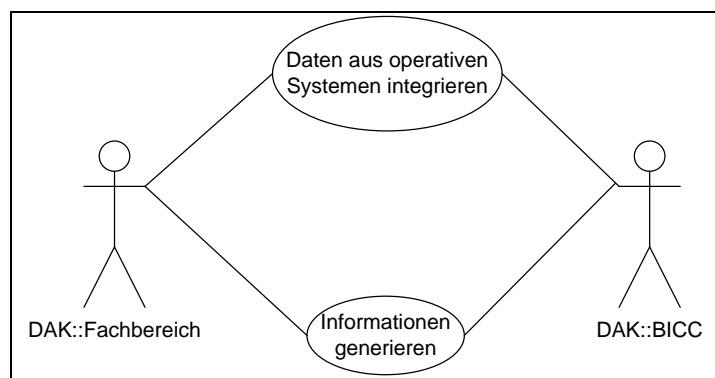 Daten aus operativen
Systemen integrieren
DAK::Fachbereich
Informationen
generieren
DAK::BICC